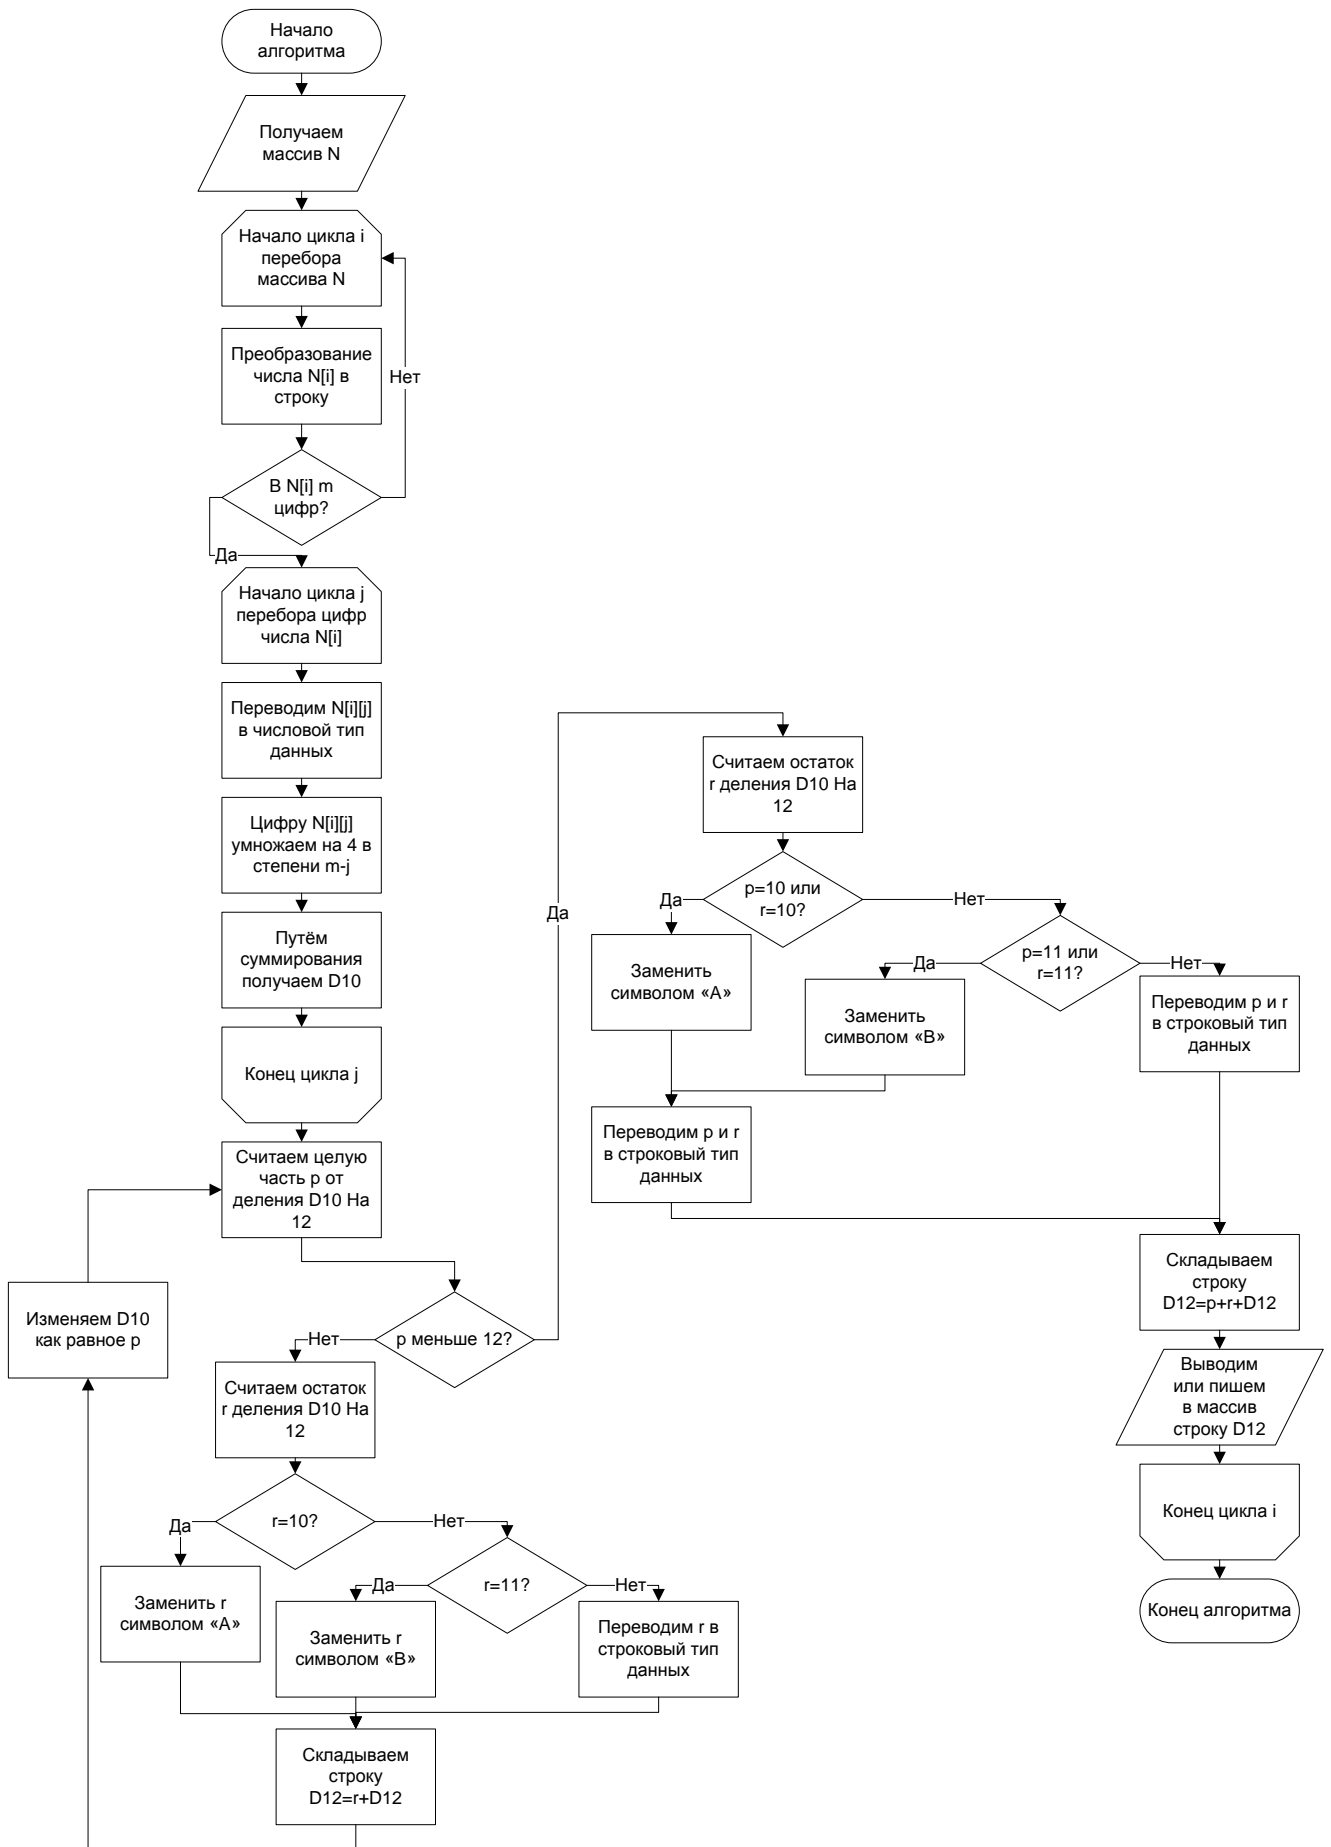 Начало
алгоритма
Получаем
массив N
Начало цикла i
перебора
массива N
Преобразование
числа N[i] в
строку
Нет
В N[i] m
цифр?
Да
Начало цикла j
перебора цифр
числа N[i]
Переводим N[i][j]
в числовой тип
данных
Цифру N[i][j]
умножаем на 4 в
степени m-j
Путём
суммирования
получаем D10
Конец цикла j
Считаем целую
часть p от
деления D10 На
12
Изменяем D10
как равное p
p меньше 12?
Нет
Да
Считаем остаток
r деления D10 На
12
r=10?
Да
Нет
Заменить r
символом «A»
r=11?
Да
Нет
Заменить r
символом «B»
Переводим r в
строковый тип
данных
Складываем
строку
D12=r+D12
Считаем остаток
r деления D10 На
12
p=10 или
r=10?
Да
Нет
Заменить
символом «A»
p=11 или
r=11?
Да
Нет
Заменить
символом «B»
Переводим p и r
в строковый тип
данных
Переводим p и r
в строковый тип
данных
Складываем
строку
D12=p+r+D12
Выводим
или пишем
в массив
строку D12
Конец цикла i
Конец алгоритма